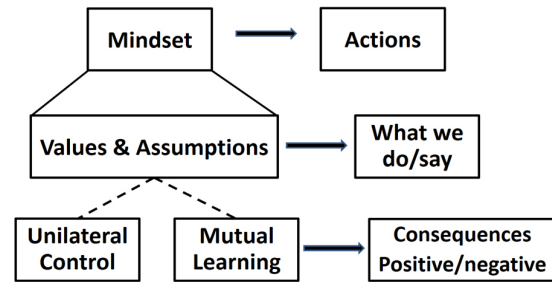 Mindset
Actions
Values & Assumptions
What we
do/say
Unilateral
Control
Mutual
Learning
Consequences
Positive/negative